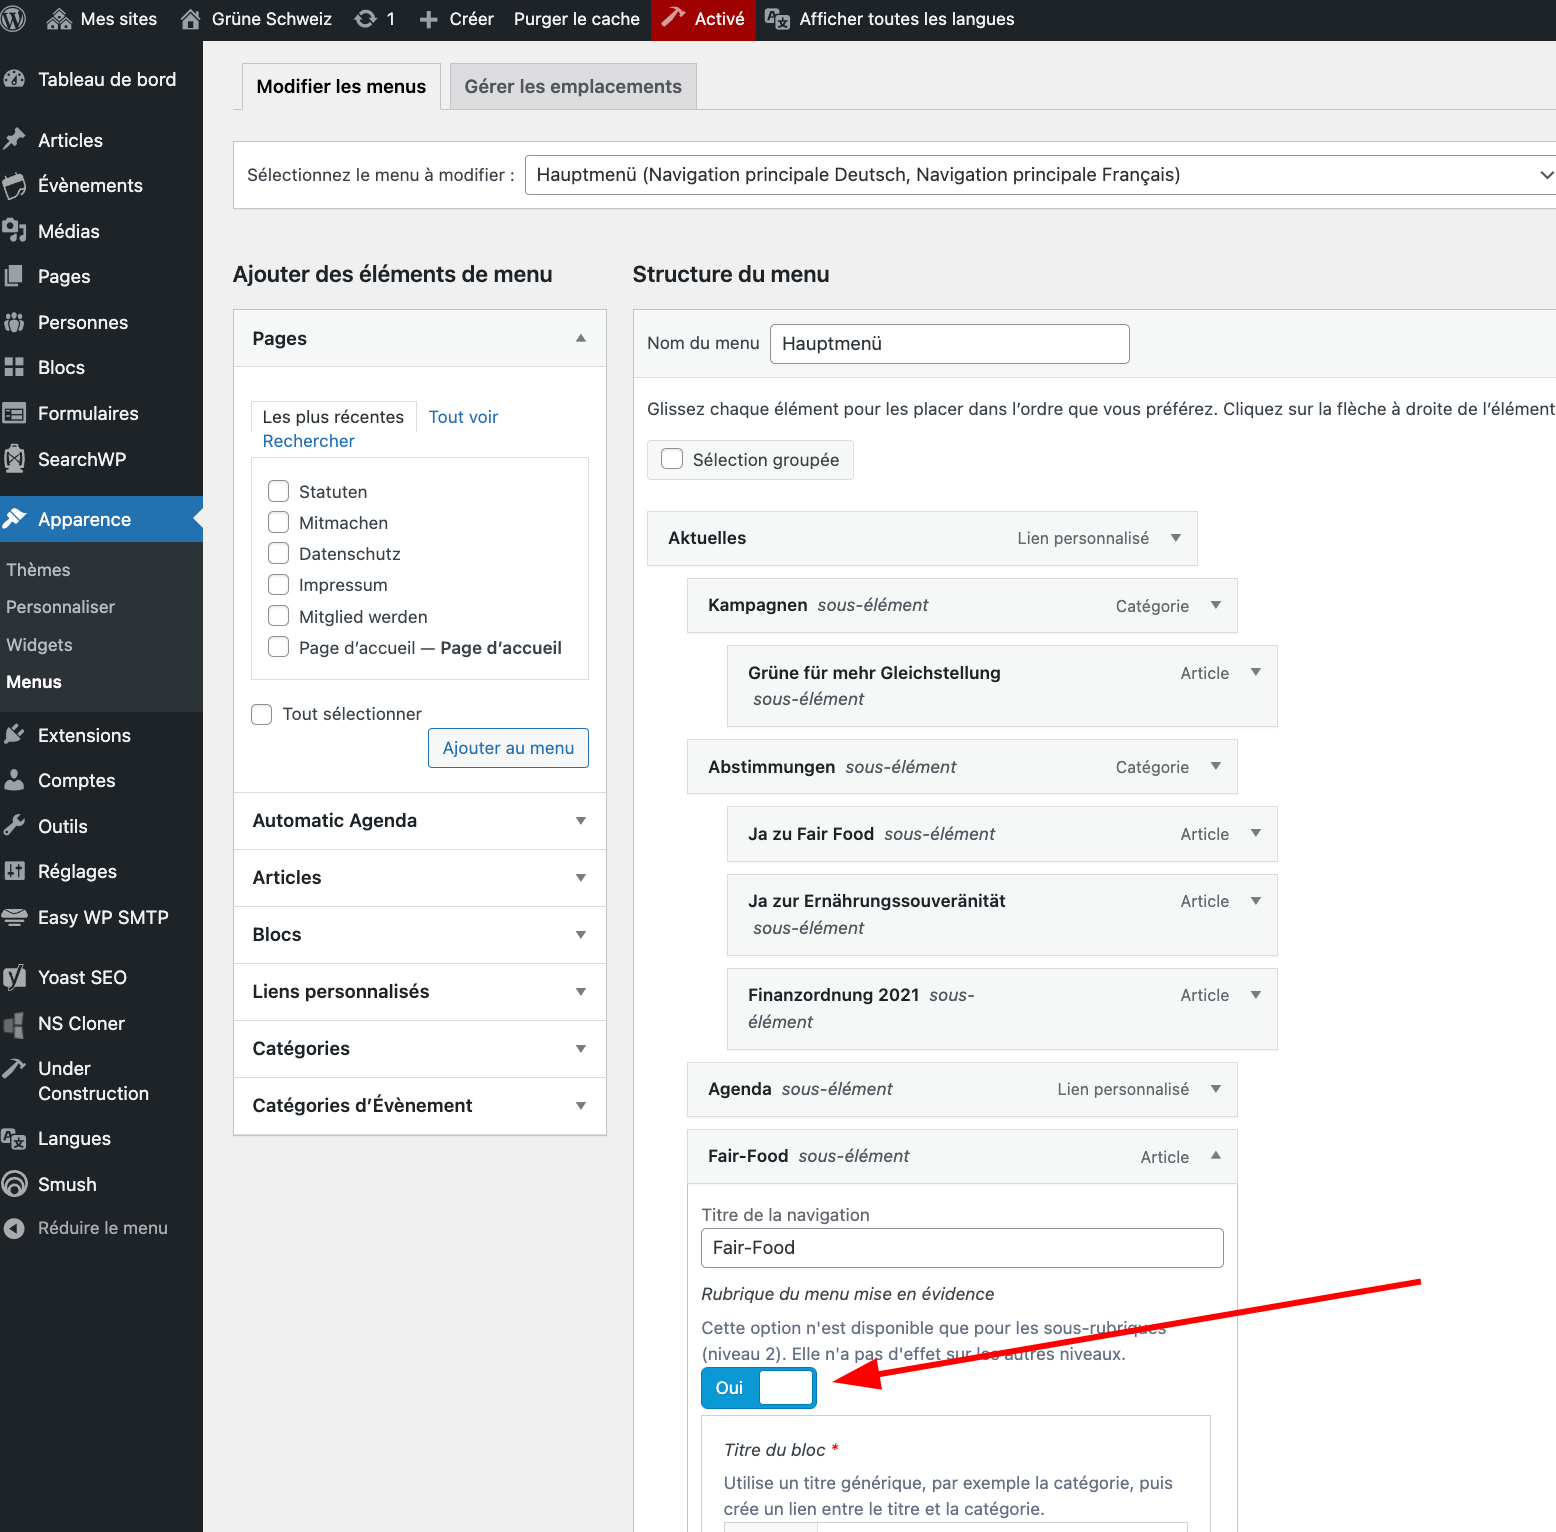 Mes sites
Grüne Schweiz
1
Créer
Purger le cache
Activé
Afficher toutes les langues
Tableau de bord
Articles
Évènements
Médias
Pages
Personnes
Blocs
Formulaires
SearchWP
Apparence
Thèmes
Personnaliser
Widgets
Menus
Extensions
Comptes
Outils
Réglages
Easy WP SMTP
Yoast SEO
NS Cloner
Under
Construction
Langues
Smush
Réduire le menu
Modifier les menus
Gérer les emplacements
Sélectionnez le menu à modifier :
Hauptmenü (Navigation principale Deutsch, Navigation principale Français)
Ajouter des éléments de menu
Pages
Les plus récentes
Tout voir
Rechercher
Statuten
Mitmachen
Datenschutz
Impressum
Mitglied werden
Page d’accueil — Page d’accueil
Tout sélectionner
Ajouter au menu
Automatic Agenda
Articles
Blocs
Liens personnalisés
Catégories
Catégories d’Évènement
Structure du menu
Nom du menu
Hauptmenü
Glissez chaque élément pour les placer dans l’ordre que vous préférez. Cliquez sur la flèche à droite de l’élément
Sélection groupée
Aktuelles
Lien personnalisé
Kampagnen sous-élément
Catégorie
Grüne für mehr Gleichstellung
sous-élément
Article
Abstimmungen sous-élément
Catégorie
Ja zu Fair Food sous-élément
Article
Ja zur Ernährungssouveränität
sous-élément
Article
Finanzordnung 2021 sous-
élément
Article
Agenda sous-élément
Lien personnalisé
Fair-Food sous-élément
Article
Titre de la navigation
Fair-Food
Rubrique du menu mise en évidence
Cette option n'est disponible que pour les sous-rubriques
(niveau 2). Elle n'a pas d'effet sur les autres niveaux.
Oui
Titre du bloc *
Utilise un titre générique, par exemple la catégorie, puis
crée un lien entre le titre et la catégorie.